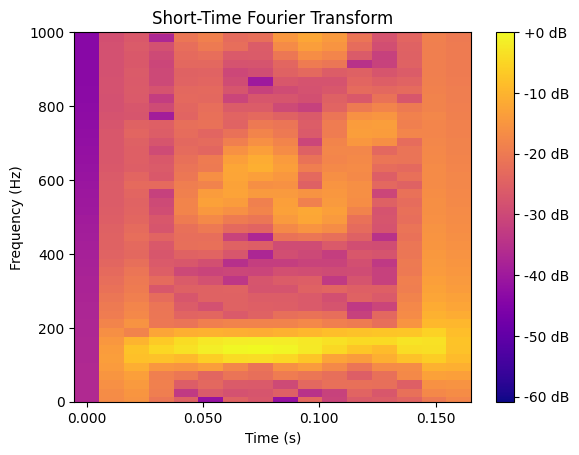 Short-Time Fourier Transform
Frequency (Hz)
1000
800
600
400
200
0
0.000
0.050
0.100
0.150
Time (s)
+0 dB
-10 dB
-20 dB
-30 dB
-40 dB
-50 dB
-60 dB